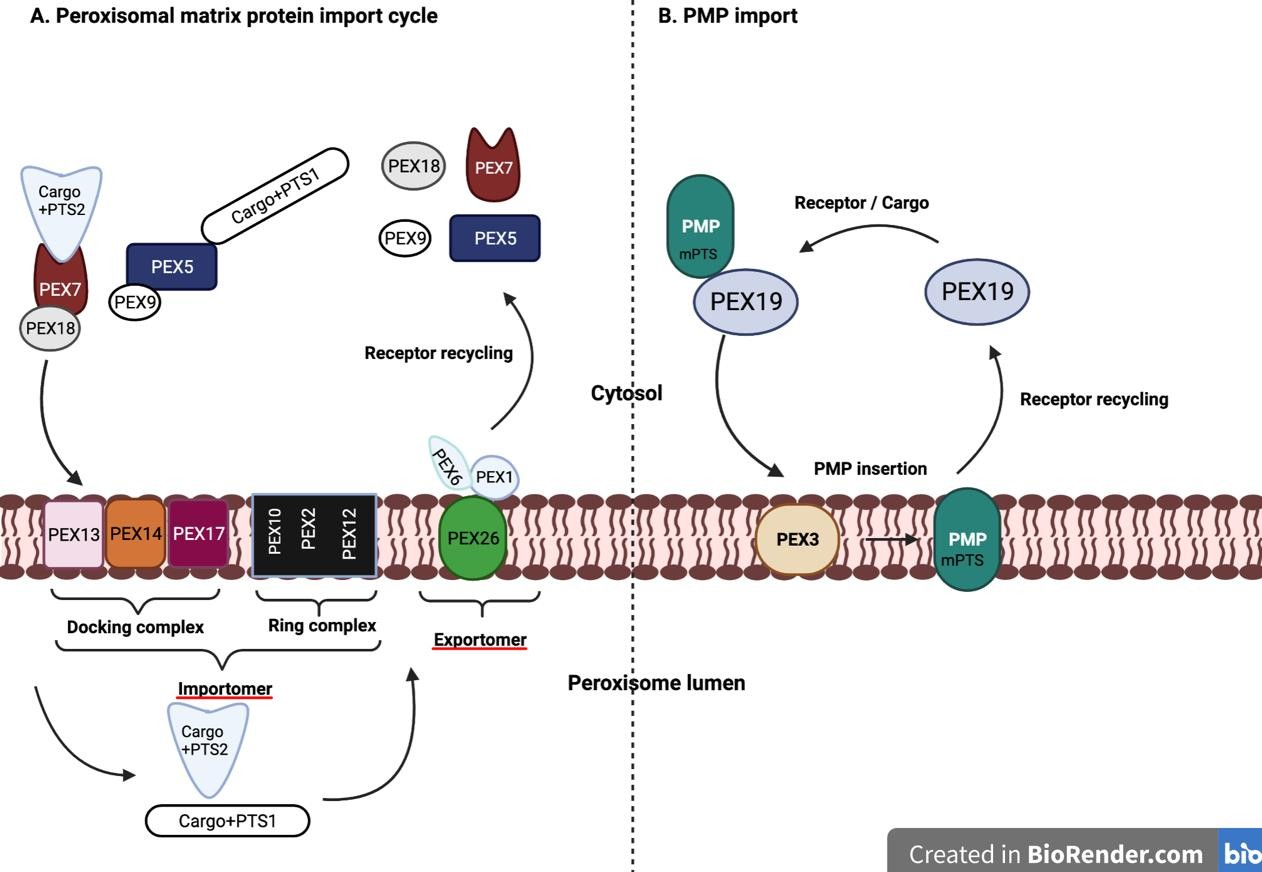 A. Peroxisomal matrix protein import cycle
Cargo
+PTS2
PEX7
PEX18
PEX5
PEX9
Cargo+PTS1
PEX18
PEX7
PEX9
PEX5
Receptor recycling
PEX6
PEX1
PEX13
PEX14
PEX17
PEX10
PEX2
PEX12
PEX26
Docking complex
Ring complex
Exportomer
Importomer
Cargo
+PTS2
Cargo+PTS1
Cytosol
Peroxisome lumen
B. PMP import
PMP
mPTS
PEX19
Receptor / Cargo
PEX19
Receptor recycling
PMP insertion
PEX3
PMP
mPTS
Created in BioRender.com
bio